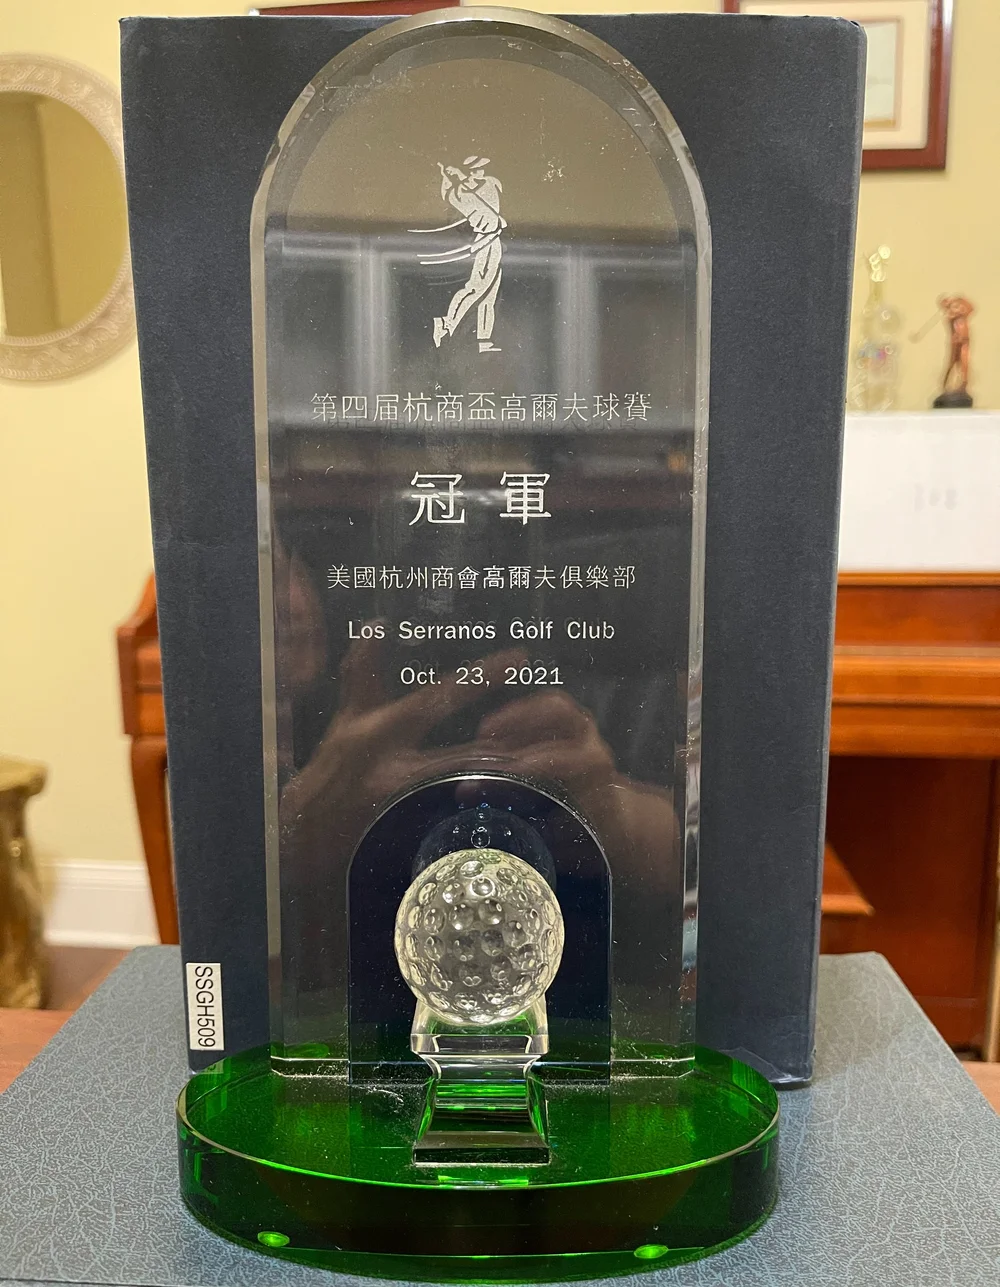 第四届杭商盃高爾夫球賽
冠軍
美國杭州商會高爾夫俱樂部
Los Serranos Golf Club
Oct. 23, 2021
SSGH509